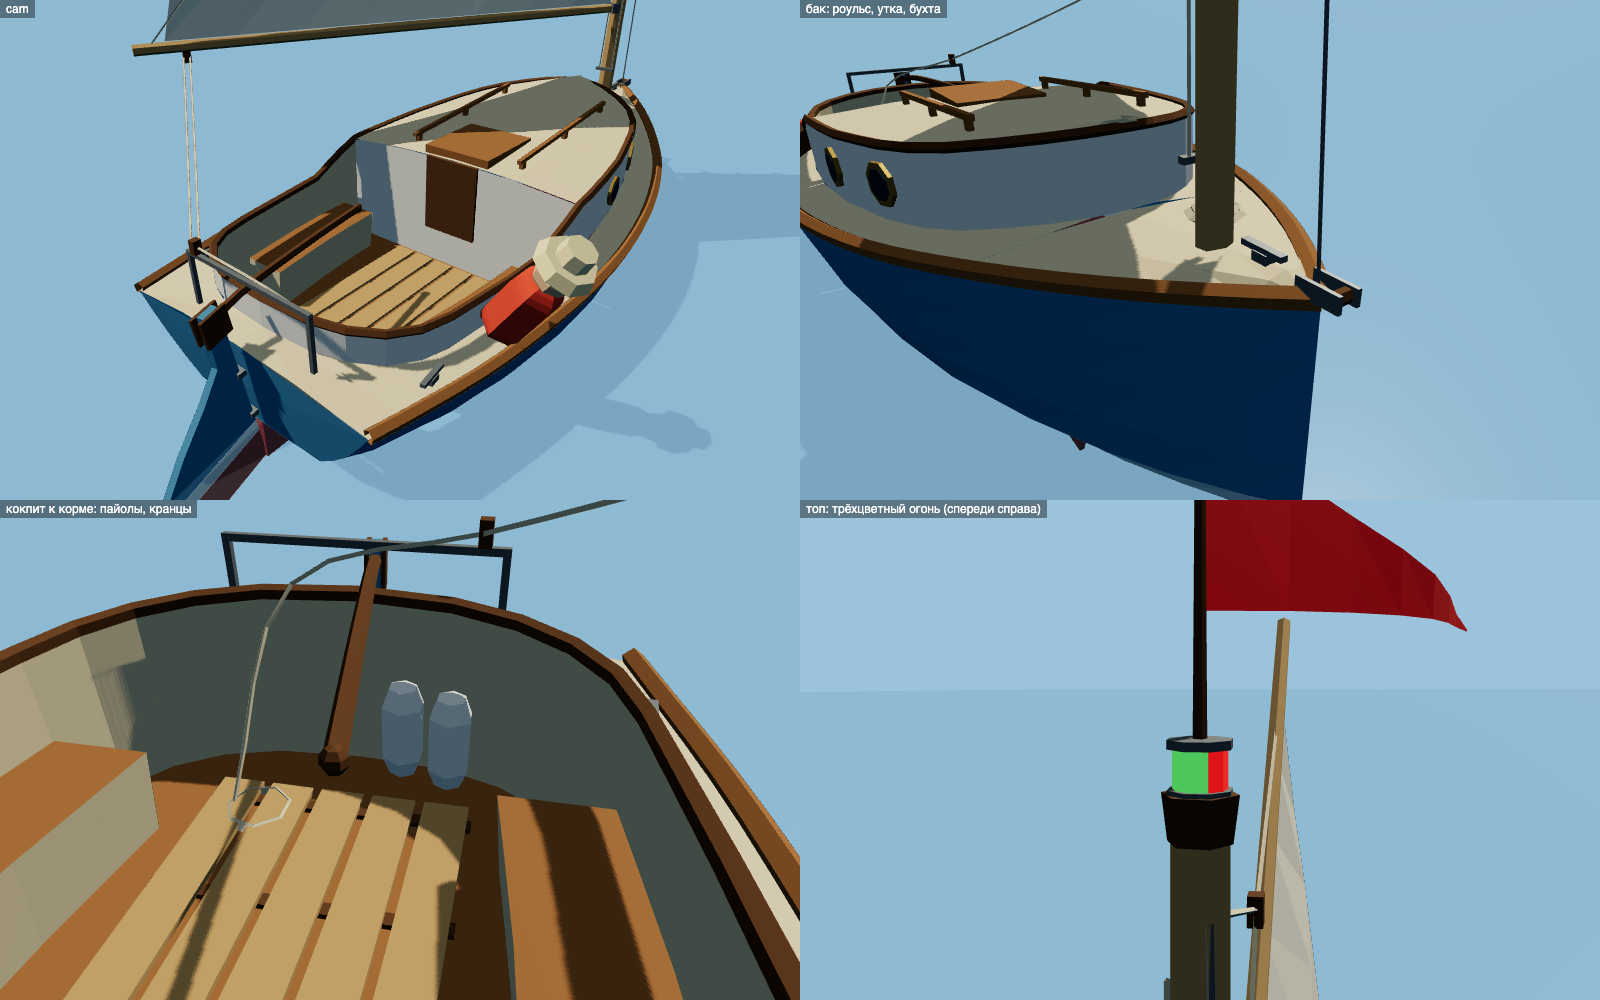 cam
бак: роульс, утка, бухта
кокпит к корме: пайолы, кранцы
топ: трёхцветный огонь (спереди справа)